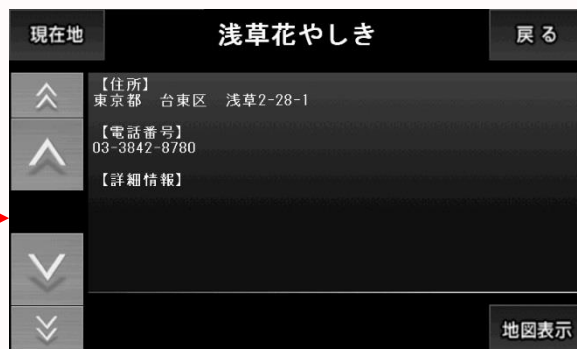 現在地
浅草花やしき
戻る
【住所】
東京都　台東区　浅草2-28-1
【電話番号】
03-3842-8780
【詳細情報】
地図表示